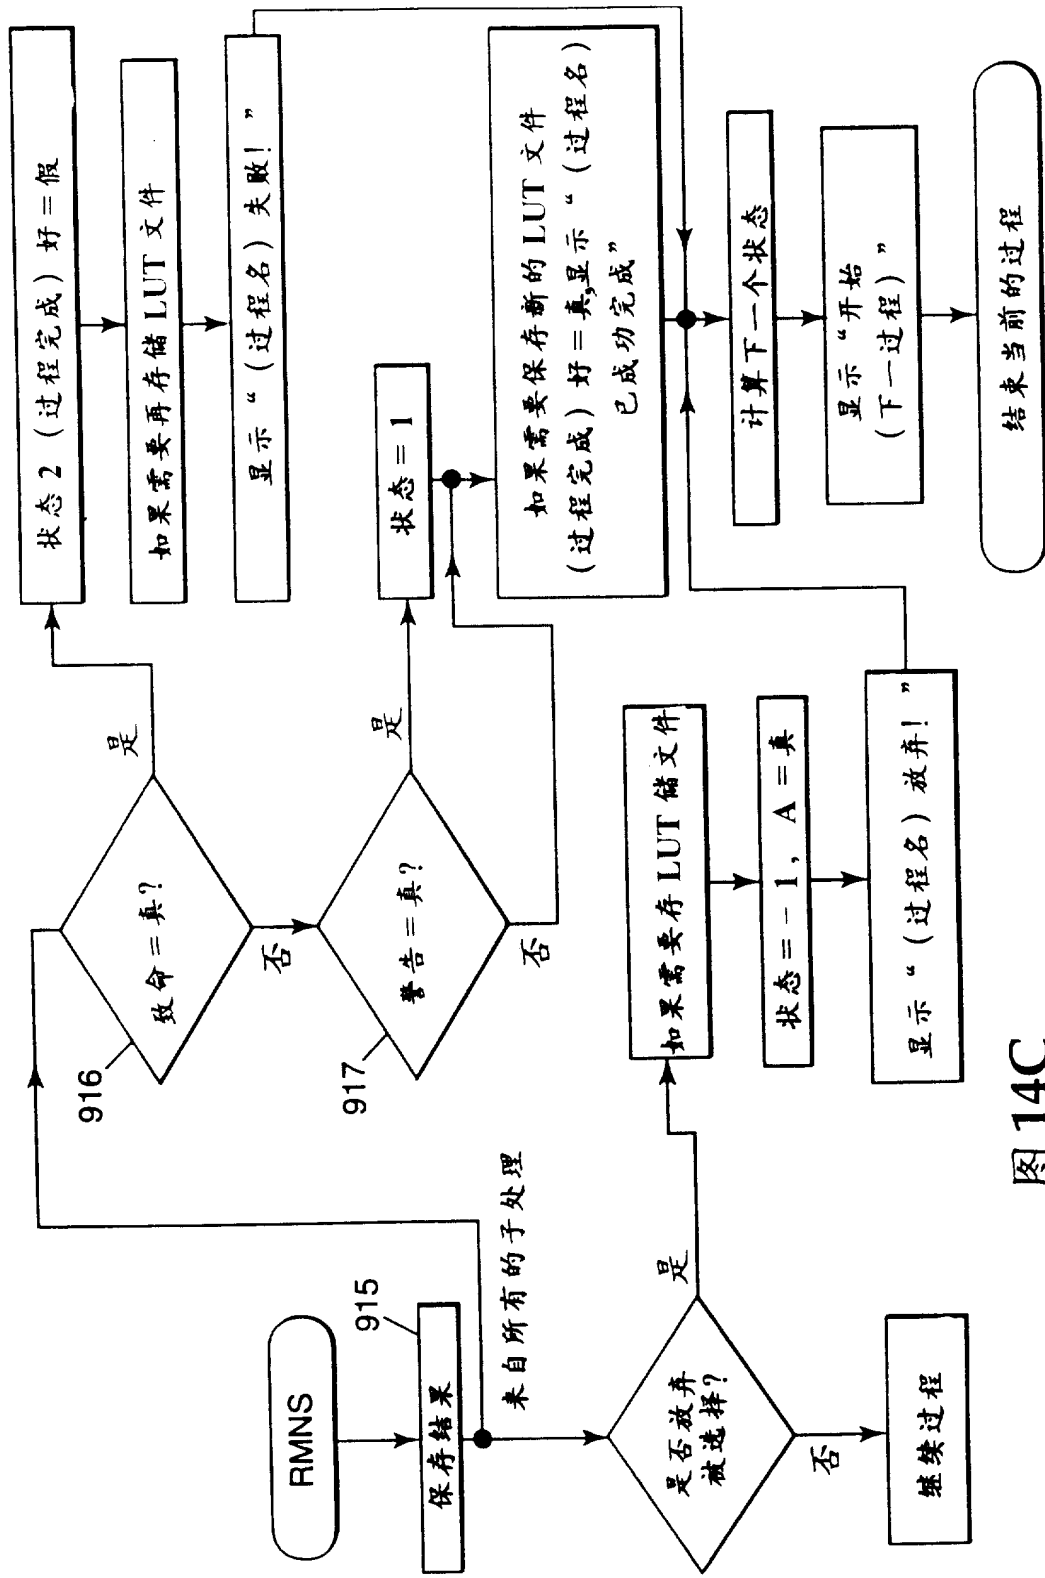 RMNS
915
保存结果
来自所有的子处理
是否放弃
被选择?
是
否
继续过程
916
致命=真?
是
否
917
警告=真?
是
否
状态2(过程完成)好=假
如果需要再存储LUT文件
显示“(过程名)失败!”
状态=1
如果需要保存新的LUT文件
(过程完成)好=真,显示“(过程名)
已成功完成”
如果需要存LUT储文件
状态=-1, A=真
显示“(过程名)放弃!”
计算下一个状态
显示“开始
(下一过程)”
结束当前的过程
图14C